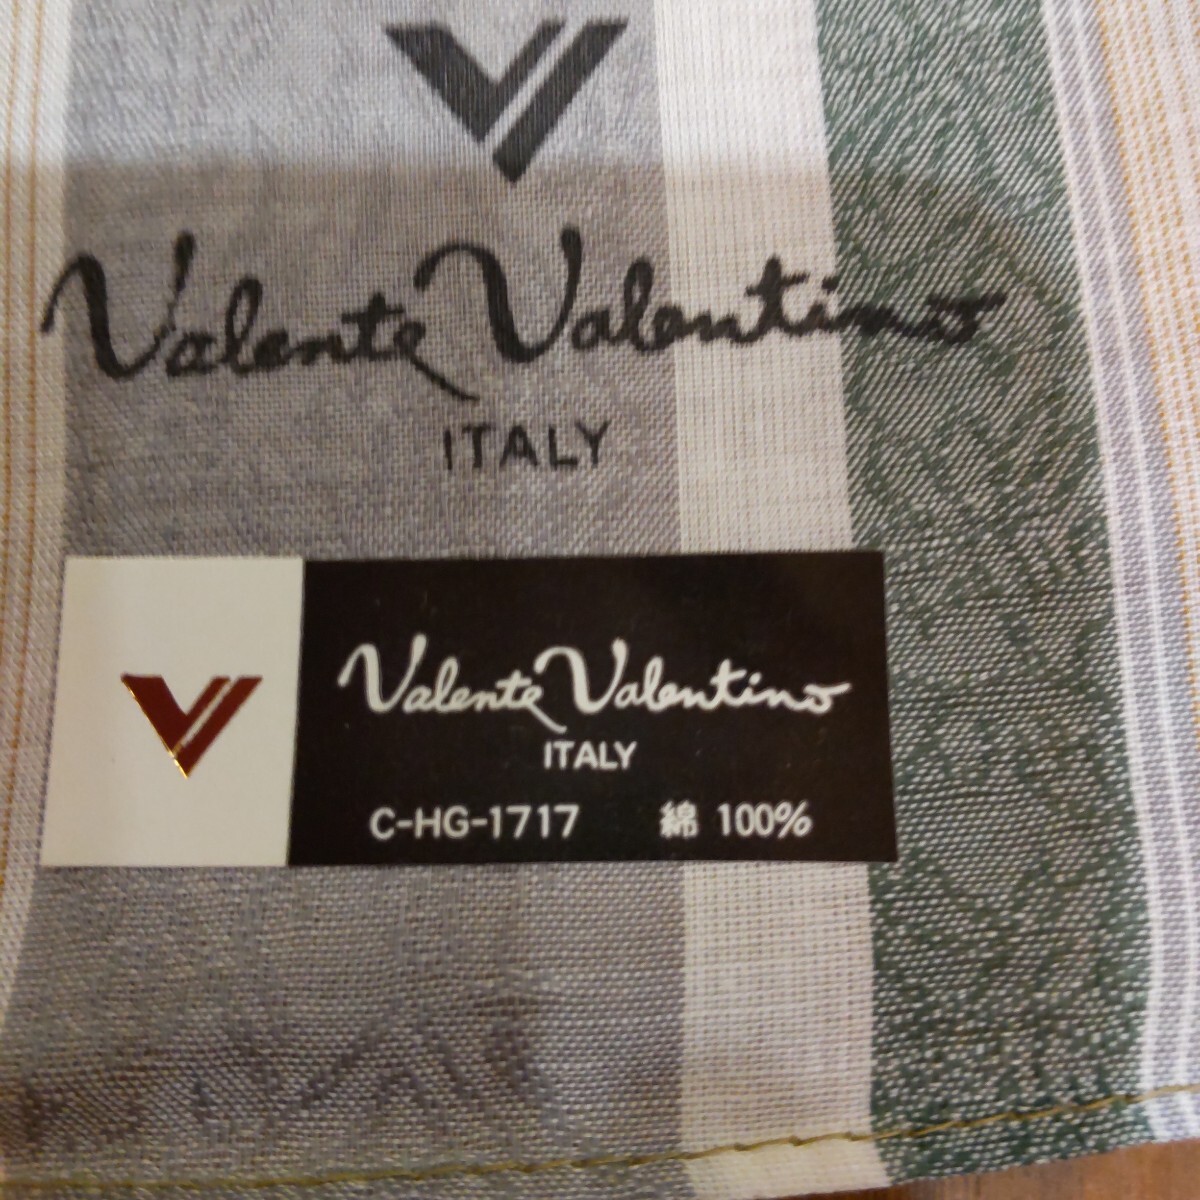 Valente Valentino
ITALY
Valente Valentino
ITALY
C-HG-1717 綿 100%